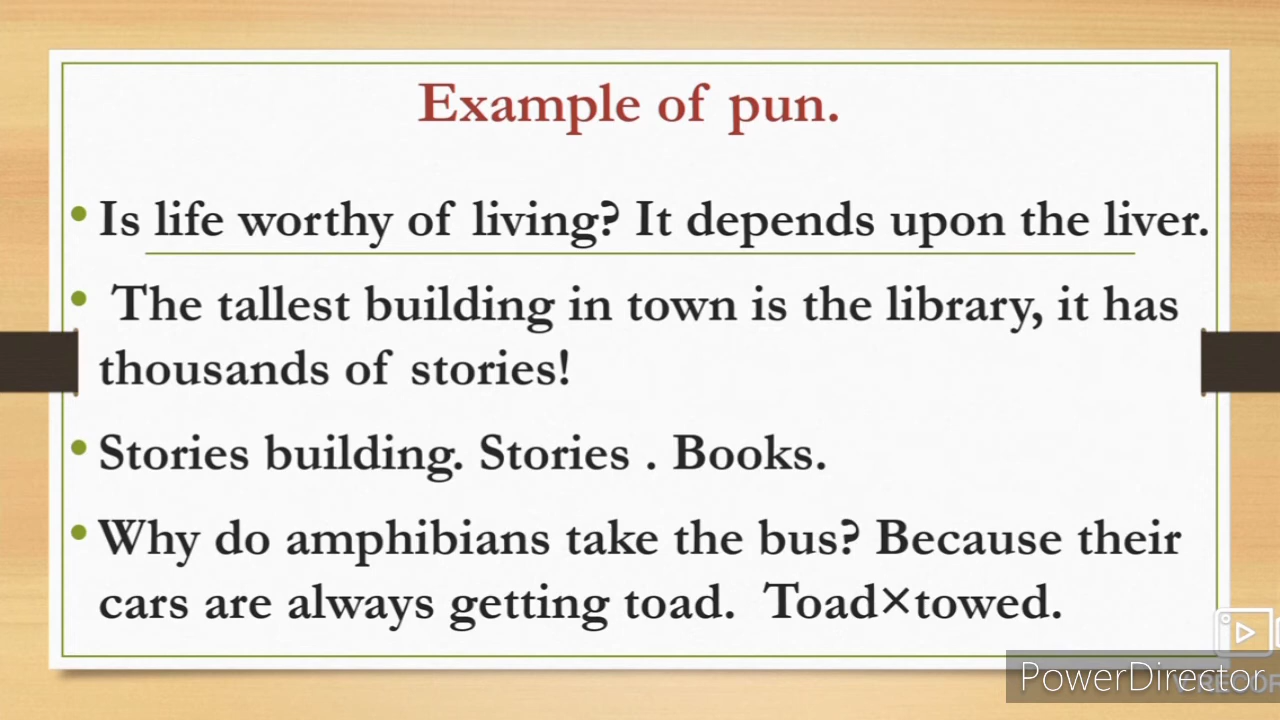 Example of pun.
• Is life worthy of living? It depends upon the liver.
• The tallest building in town is the library, it has
thousands of stories!
• Stories building. Stories . Books.
• Why do amphibians take the bus? Because their
cars are always getting toad. Toad×towed.
PowerDirector